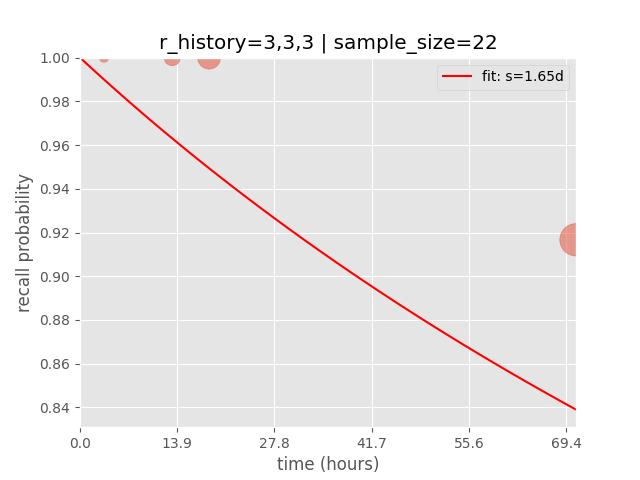 r_history=3,3,3 | sample_size=22
fit: s=1.65d
recall probability
1.00
0.98
0.96
0.94
0.92
0.90
0.88
0.86
0.84
0.0 13.9 27.8 41.7 55.6 69.4
time (hours)